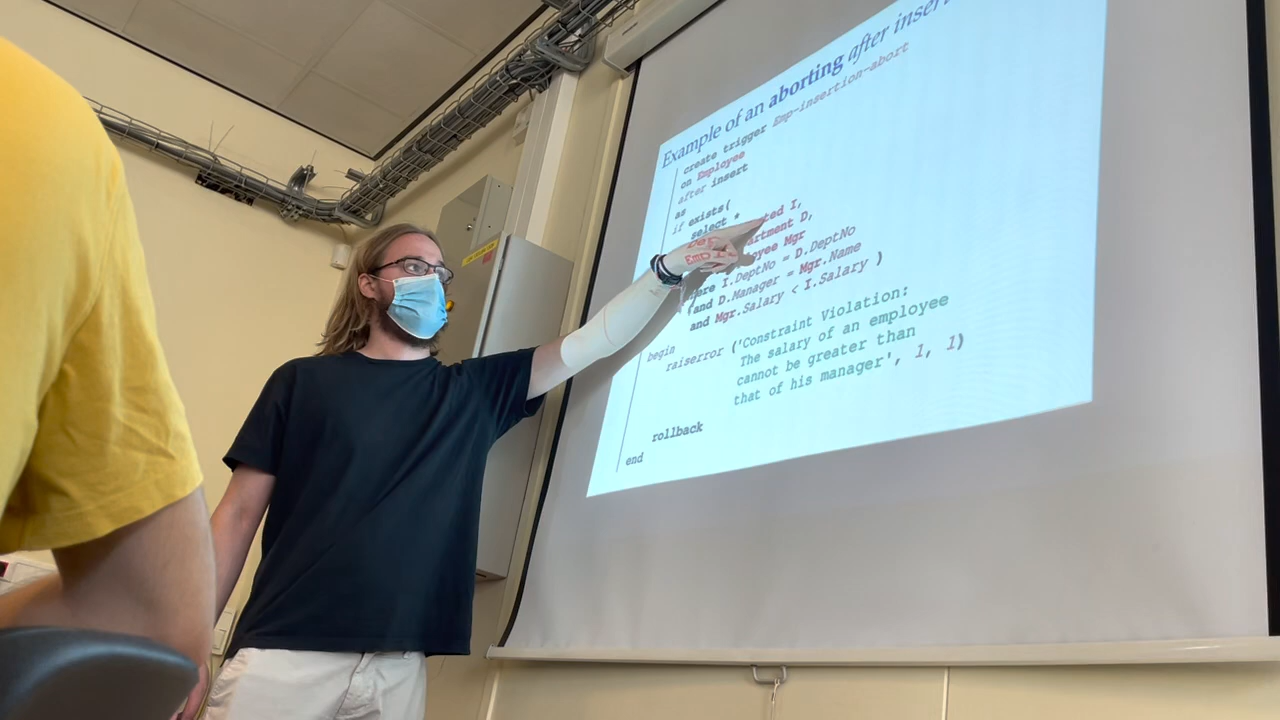 Example of an aborting after insert
create trigger Emp-insertion-abort
on Employee
after insert
as
if exists(
select *
I,
D,
Mgr
I.DeptNo = D.DeptNo
(and D.Manager = Mgr.Name
and Mgr.Salary < I.Salary )
begin
raiserror ('Constraint Violation:
The salary of an employee
cannot be greater than
that of his manager', 1, 1)
rollback
end